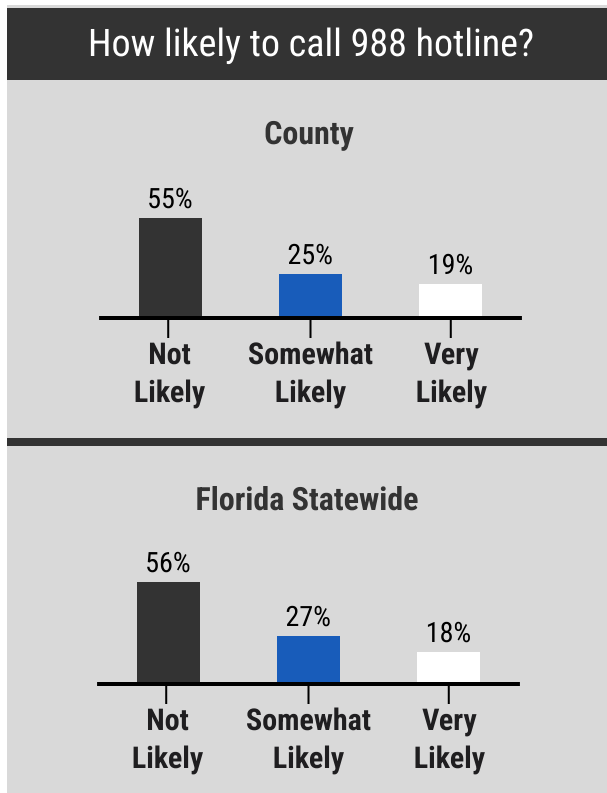 How likely to call 988 hotline?
County
55%
25%
19%
Not Likely
Somewhat Likely
Very Likely
Florida Statewide
56%
27%
18%
Not Likely
Somewhat Likely
Very Likely